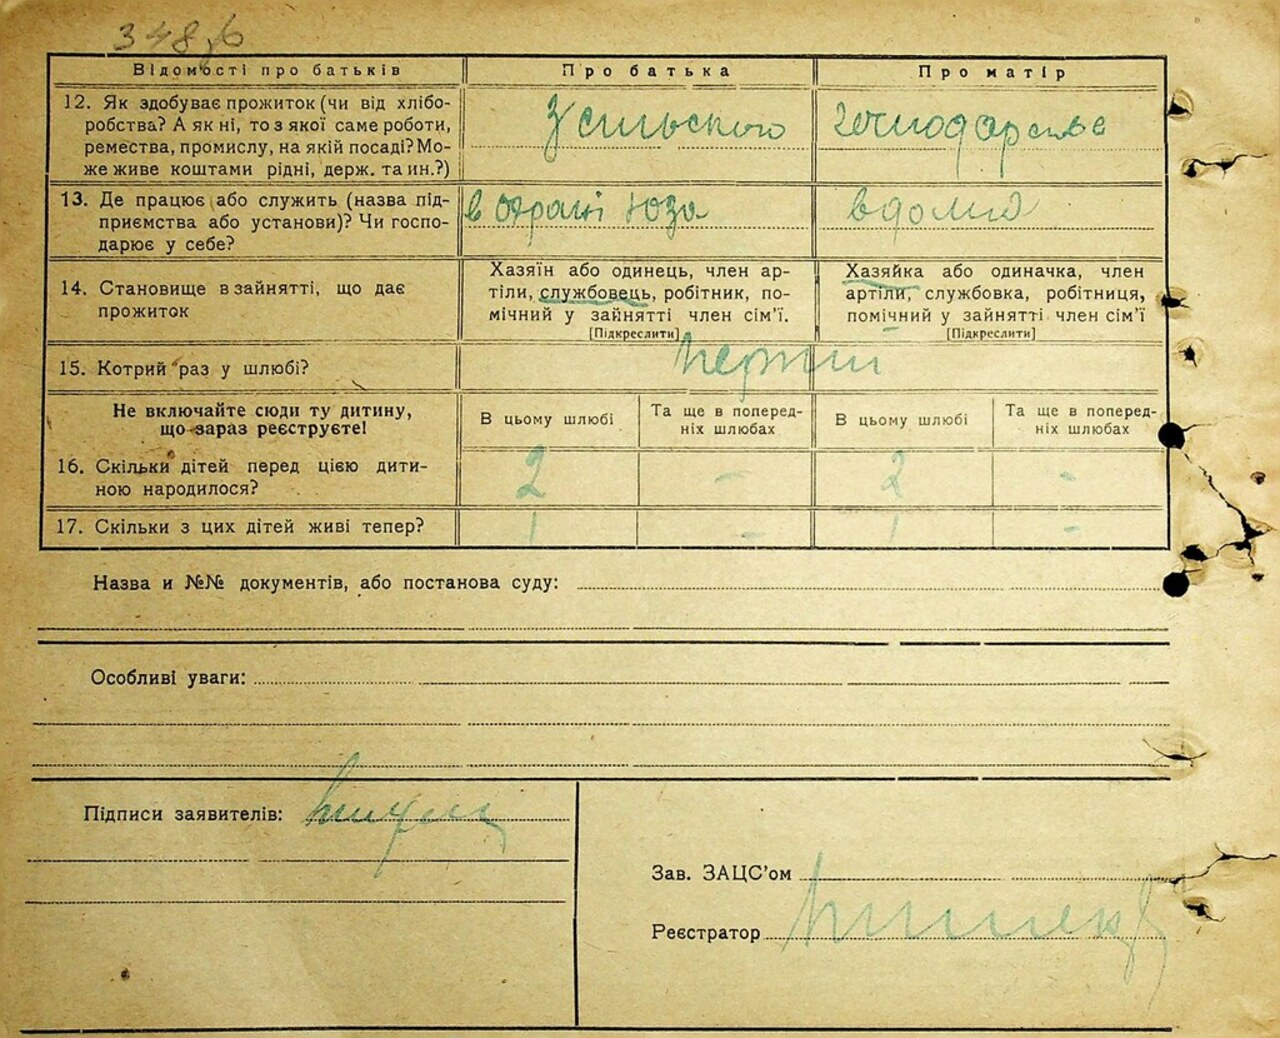 348
Відомості про батьків Про батька Про матір
12. Як здобуває прожиток (чи від хлібо-
робства? А як ні, то з якої саме роботи,
ремества, промислу, на якій посаді? Мо-
же живе коштами рідні, держ. та ин.?)
З сильского господарства
13. Де працює або служить (назва під-
приємства або установи)? Чи госпо-
дарює у себе?
в охрані
вдома
14. Становище в зайнятті, що дає
прожиток
Хазяїн або одинець, член ар-
тіли, службовець, робітник, по-
мічний у зайнятті член сім'ї.
[Підкреслити]
Хазяйка або одиначка, член
артіли, службовка, робітниця,
помічний у зайнятті член сім'ї
[Підкреслити]
15. Котрий раз у шлюбі?
Не включайте сюди ту дитину,
що зараз реєструєте!
В цьому шлюбі
Та ще в поперед-
ніх шлюбах
В цьому шлюбі
Та ще в поперед-
ніх шлюбах
16. Скільки дітей перед цією дити-
ною народилося?
2 - 2 -
17. Скільки з цих дітей живі тепер?
1 - 1 -
Назва и №№ документів, або постанова суду:
Особливі уваги:
Підписи заявителів:
Зав. ЗАЦС'ом
Реєстратор